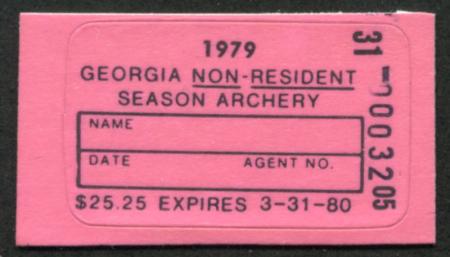 1979
GEORGIA NON-RESIDENT
SEASON ARCHERY
NAME
DATE AGENT NO.
$25.25 EXPIRES 3-31-80
31-0003205